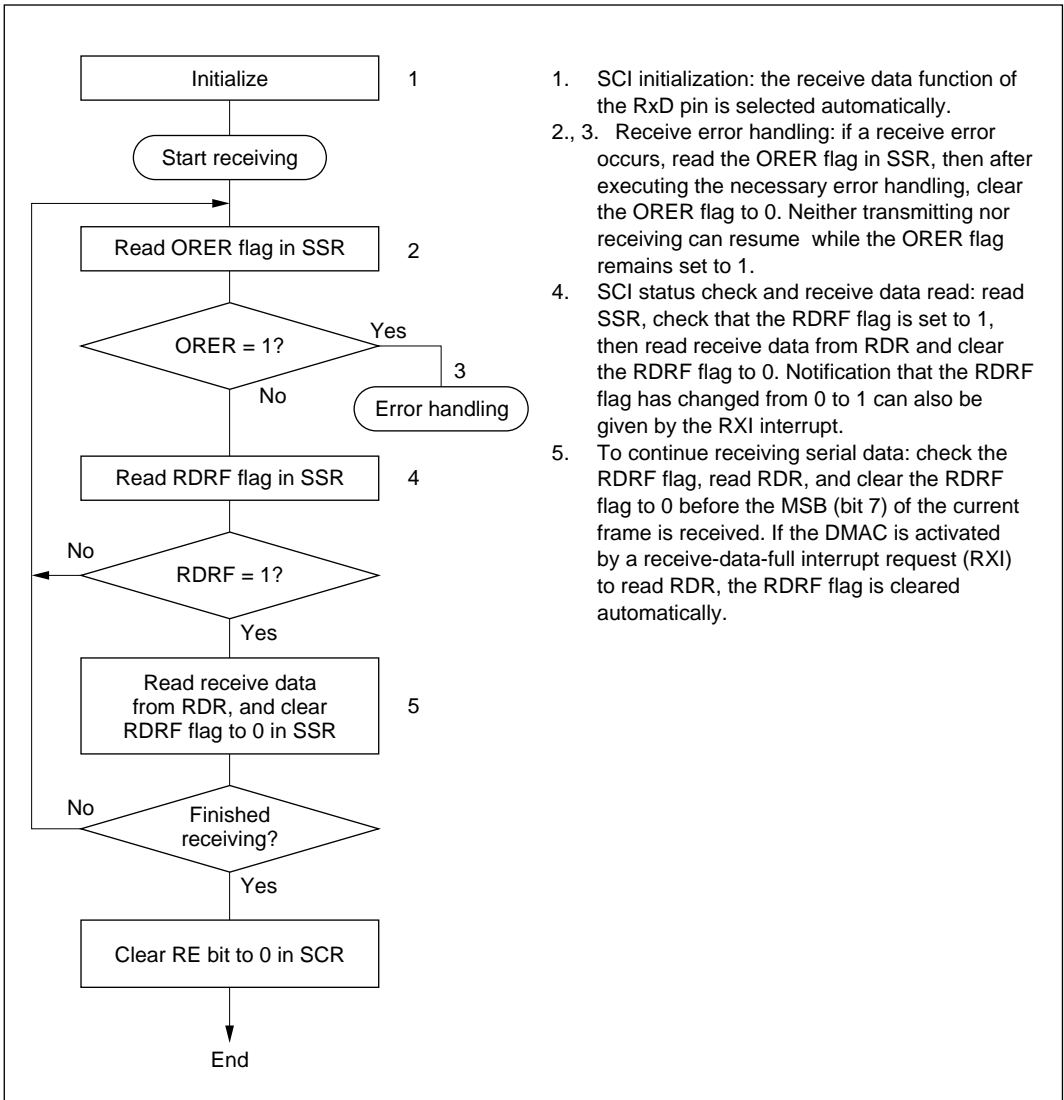 Initialize
1
Start receiving
Read ORER flag in SSR
2
ORER = 1?
Yes
3
No
Error handling
Read RDRF flag in SSR
4
No
RDRF = 1?
Yes
Read receive data
from RDR, and clear
RDRF flag to 0 in SSR
5
No
Finished
receiving?
Yes
Clear RE bit to 0 in SCR
End
1. SCI initialization: the receive data function of
the RxD pin is selected automatically.
2., 3. Receive error handling: if a receive error
occurs, read the ORER flag in SSR, then after
executing the necessary error handling, clear
the ORER flag to 0. Neither transmitting nor
receiving can resume while the ORER flag
remains set to 1.
4. SCI status check and receive data read: read
SSR, check that the RDRF flag is set to 1,
then read receive data from RDR and clear
the RDRF flag to 0. Notification that the RDRF
flag has changed from 0 to 1 can also be
given by the RXI interrupt.
5. To continue receiving serial data: check the
RDRF flag, read RDR, and clear the RDRF
flag to 0 before the MSB (bit 7) of the current
frame is received. If the DMAC is activated
by a receive-data-full interrupt request (RXI)
to read RDR, the RDRF flag is cleared
automatically.